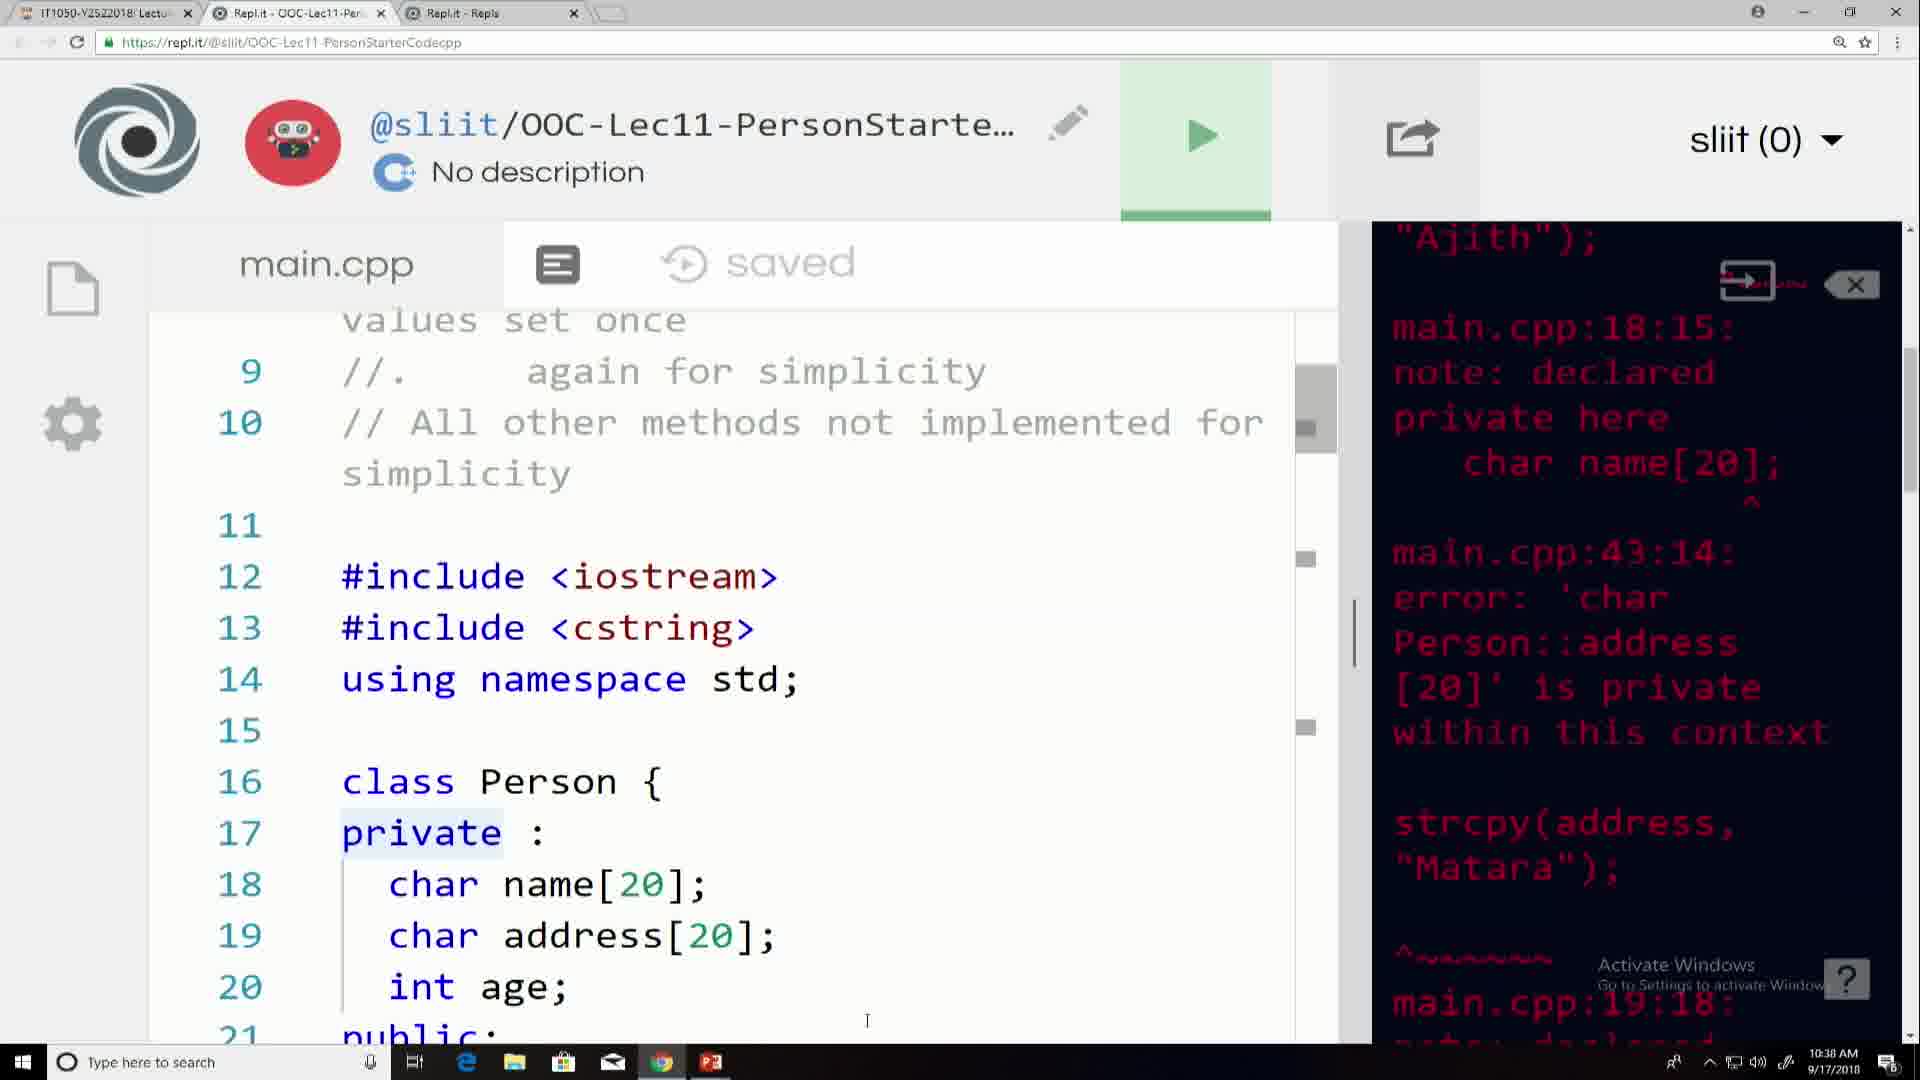 IT1050-Y2S22018: Lectu
Repl.it - OOC-Lec11-Per
Repl.it - Repls
https://repl.it/@sliit/OOC-Lec11-PersonStarterCodecpp
@sliit/OOC-Lec11-PersonStarte...
No description
sliit (0)
main.cpp
saved
values set once
9 //.     again for simplicity
10 // All other methods not implemented for
simplicity
11
12 #include <iostream>
13 #include <cstring>
14 using namespace std;
15
16 class Person {
17 private :
18 char name[20];
19 char address[20];
20 int age;
21 public:
"Ajith");
main.cpp:18:15:
note: declared
private here
char name[20];
^
main.cpp:43:14:
error: 'char
Person::address
[20]' is private
within this context
strcpy(address,
"Matara");
^~~~~~~
main.cpp:19:18:
note: declared
Activate Windows
Go to Settings to activate Window
?
Type here to search
10:38 AM
9/17/2018